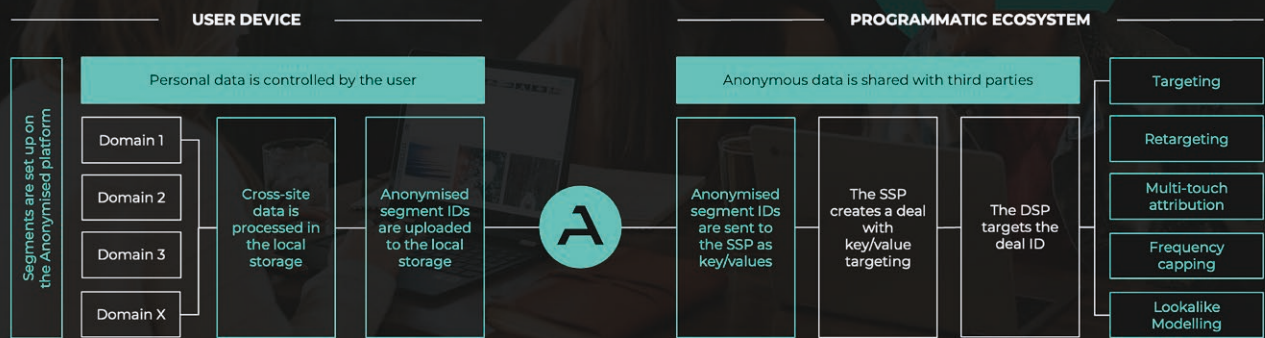 USER DEVICE
PROGRAMMATIC ECOSYSTEM
Segments are set up on
the Anonymised platform
Personal data is controlled by the user
Domain 1
Domain 2
Domain 3
Domain X
Cross-site
data is
processed in
the local
storage
Anonymised
segment IDs
are uploaded
to the local
storage
A
Anonymous data is shared with third parties
Anonymised
segment IDs
are sent to
the SSP as
key/values
The SSP
creates a deal
with
key/value
targeting
The DSP
targets the
deal ID
Targeting
Retargeting
Multi-touch
attribution
Frequency
capping
Lookalike
Modelling